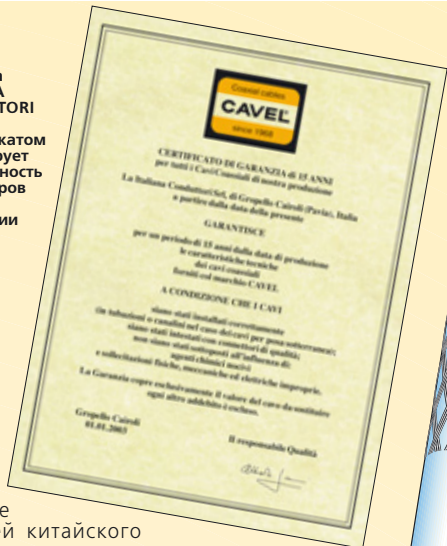 А
TORI
катом
рует
ность
ров
ии
Coaxial cables
CAVEL
since 1968
CERTIFICATO DI GARANZIA di 15 ANNI
per tutti i Cavi Coassiali di nostra produzione
La Italiana Conduttori Srl, di Gropello Cairoli (Pavia), Italia
a partire dalla data della presente
GARANTISCE
per un periodo di 15 anni dalla data di produzione
le caratteristiche tecniche
dei cavi coassiali
forniti col marchio CAVEL
A CONDIZIONE CHE I CAVI
siano stati installati correttamente
(in tubazioni o canalini nel caso dei cavi per posa sotterranea);
siano stati intestati con connettori di qualità;
non siano stati sottoposti all'influenza di:
agenti chimici nocivi
e sollecitazioni fisiche, meccaniche ed elettriche improprie.
La Garanzia copre esclusivamente il valore del cavo da sostituire
ogni altro addebito è escluso.
Gropello Cairoli
01.01.2003
Il responsabile Qualità
е
й китайского